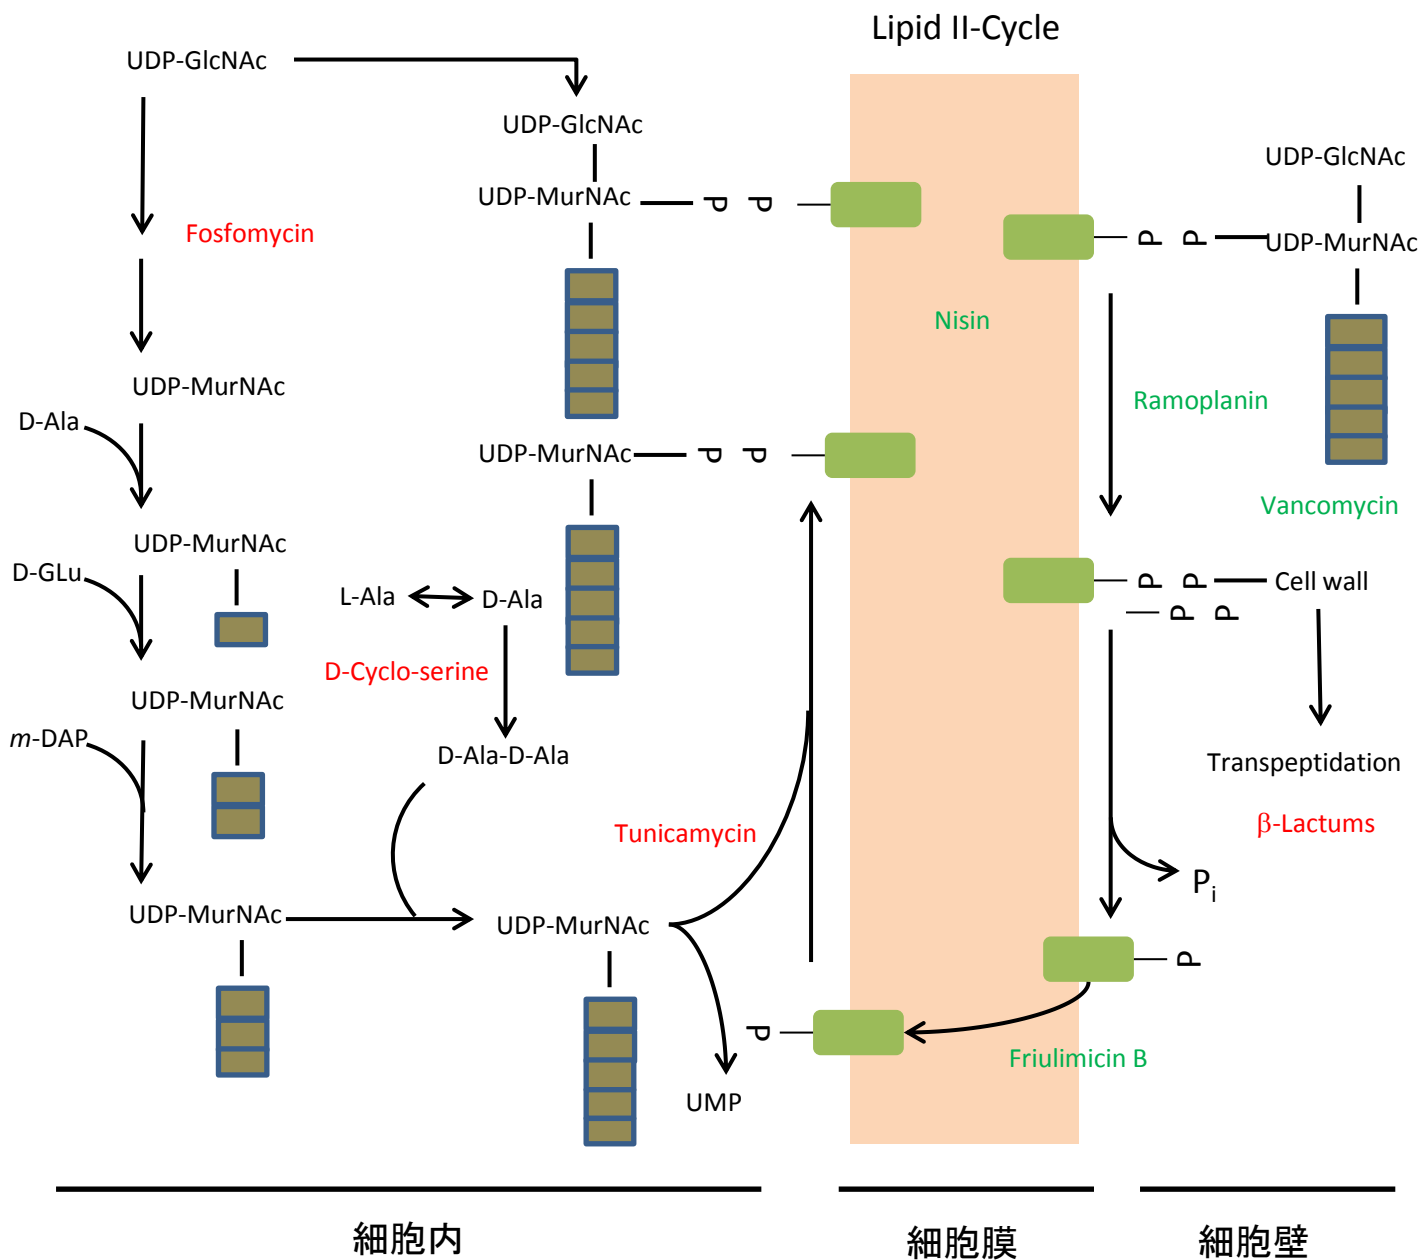 Lipid II-Cycle
UDP-GlcNAc
UDP-GlcNAc
UDP-GlcNAc
UDP-MurNAc
P P
P P
UDP-MurNAc
Fosfomycin
Nisin
UDP-MurNAc
Ramoplanin
D-Ala
UDP-MurNAc
P P
Vancomycin
UDP-MurNAc
D-GLu
L-Ala
D-Ala
P P
Cell wall
P P
D-Cyclo-serine
UDP-MurNAc
m-DAP
D-Ala-D-Ala
Transpeptidation
Tunicamycin
β-Lactums
Pi
UDP-MurNAc
UDP-MurNAc
P
P
Friulimicin B
UMP
細胞内
細胞膜
細胞壁